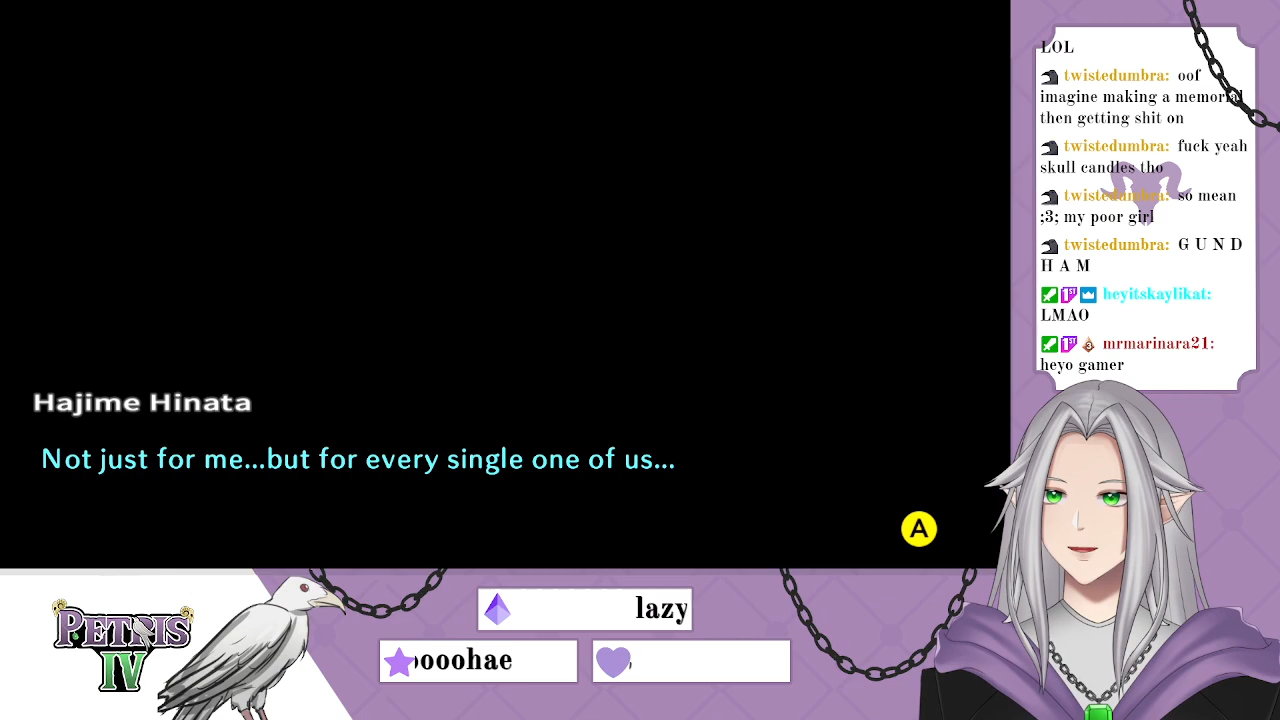 LOL
twistedumbra: oof
imagine making a memorial
then getting shit on
twistedumbra: fuck yeah
skull candles tho
twistedumbra: so mean
;3; my poor girl
twistedumbra: G U N D
H A M
heyitskaylikat:
LMAO
mrmarinara21:
heyo gamer
Hajime Hinata
Not just for me...but for every single one of us...
A
lazy
ooohae
PETRIS
IV